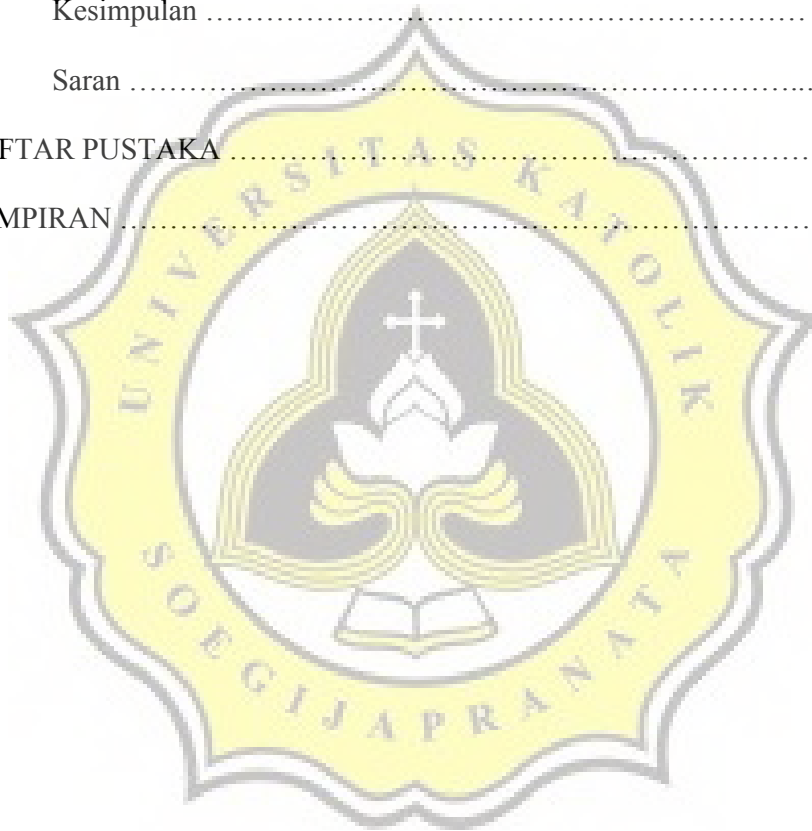 Kesimpulan ……………………………………………………
Saran ……………………………………………………………
FTAR PUSTAKA ……………………………………………………
MPIRAN ……………………………………………………………
UNIVERSITAS KATOLIK
SOEGIJAPRANATA